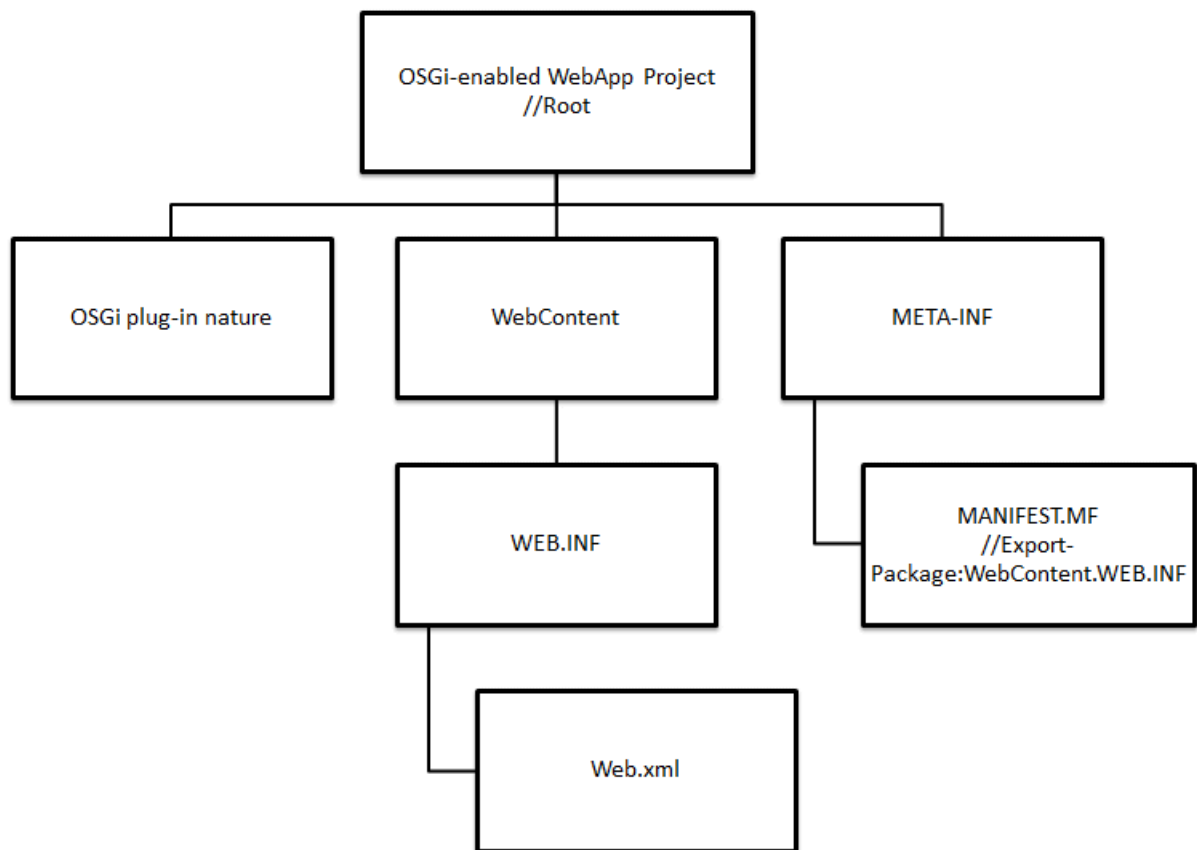 OSGi-enabled WebApp Project
//Root
OSGi plug-in nature
WebContent
META-INF
WEB.INF
MANIFEST.MF
//Export-
Package:WebContent.WEB.INF
Web.xml